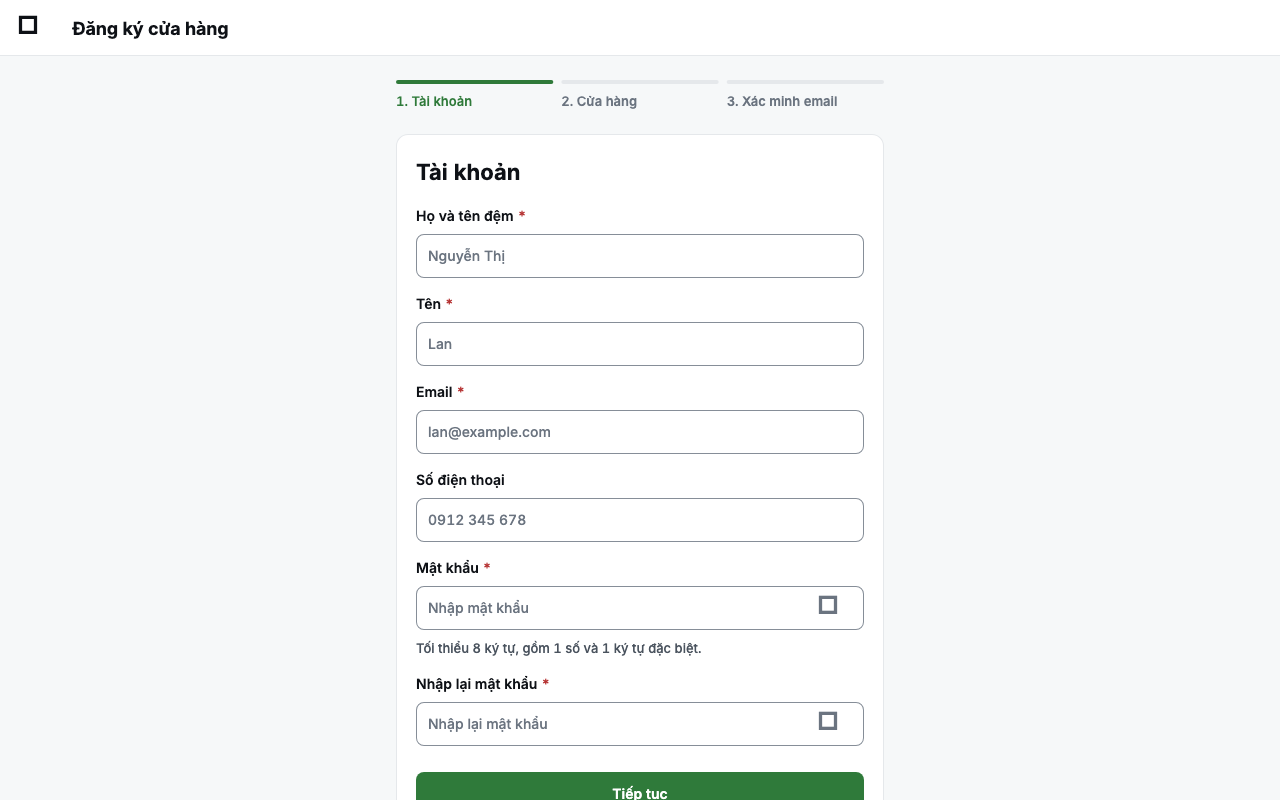 Đăng ký cửa hàng
1. Tài khoản
2. Cửa hàng
3. Xác minh email
Tài khoản
Họ và tên đệm *
Nguyễn Thị
Tên *
Lan
Email *
lan@example.com
Số điện thoại
0912 345 678
Mật khẩu *
Nhập mật khẩu
Tối thiểu 8 ký tự, gồm 1 số và 1 ký tự đặc biệt.
Nhập lại mật khẩu *
Nhập lại mật khẩu
Tiếp tục